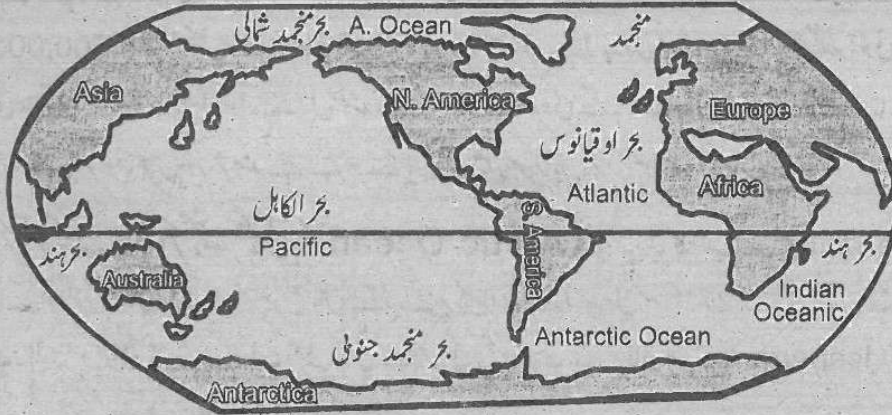 بحر منجمد شمالی
A. Ocean
منجمد
Asia
N. America
Europe
بحر اوقیانوس
Atlantic
Africa
بحر الکاہل
Pacific
S. America
بحر ہند
بحر ہند
Australia
Indian
Oceanic
بحر منجمد جنوبی
Antarctic Ocean
Antarctica